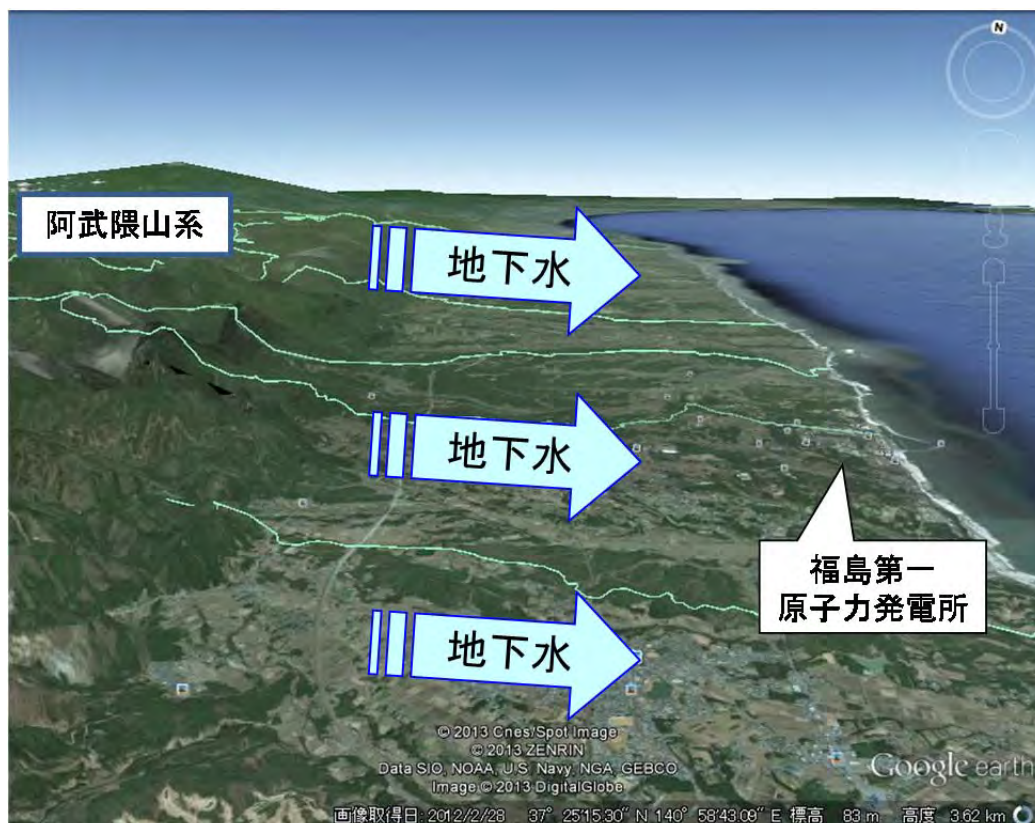 N
阿武隈山系
地下水
地下水
福島第一
原子力発電所
地下水
© 2013 Cnes/Spot Image
© 2013 ZENRIN
Data SIO, NOAA, U.S. Navy, NGA, GEBCO
Image © 2013 DigitalGlobe
Google earth
画像取得日: 2012/2/28 37° 25'15.30" N 140° 58'43.09" E 標高 83 m 高度 3.62 km